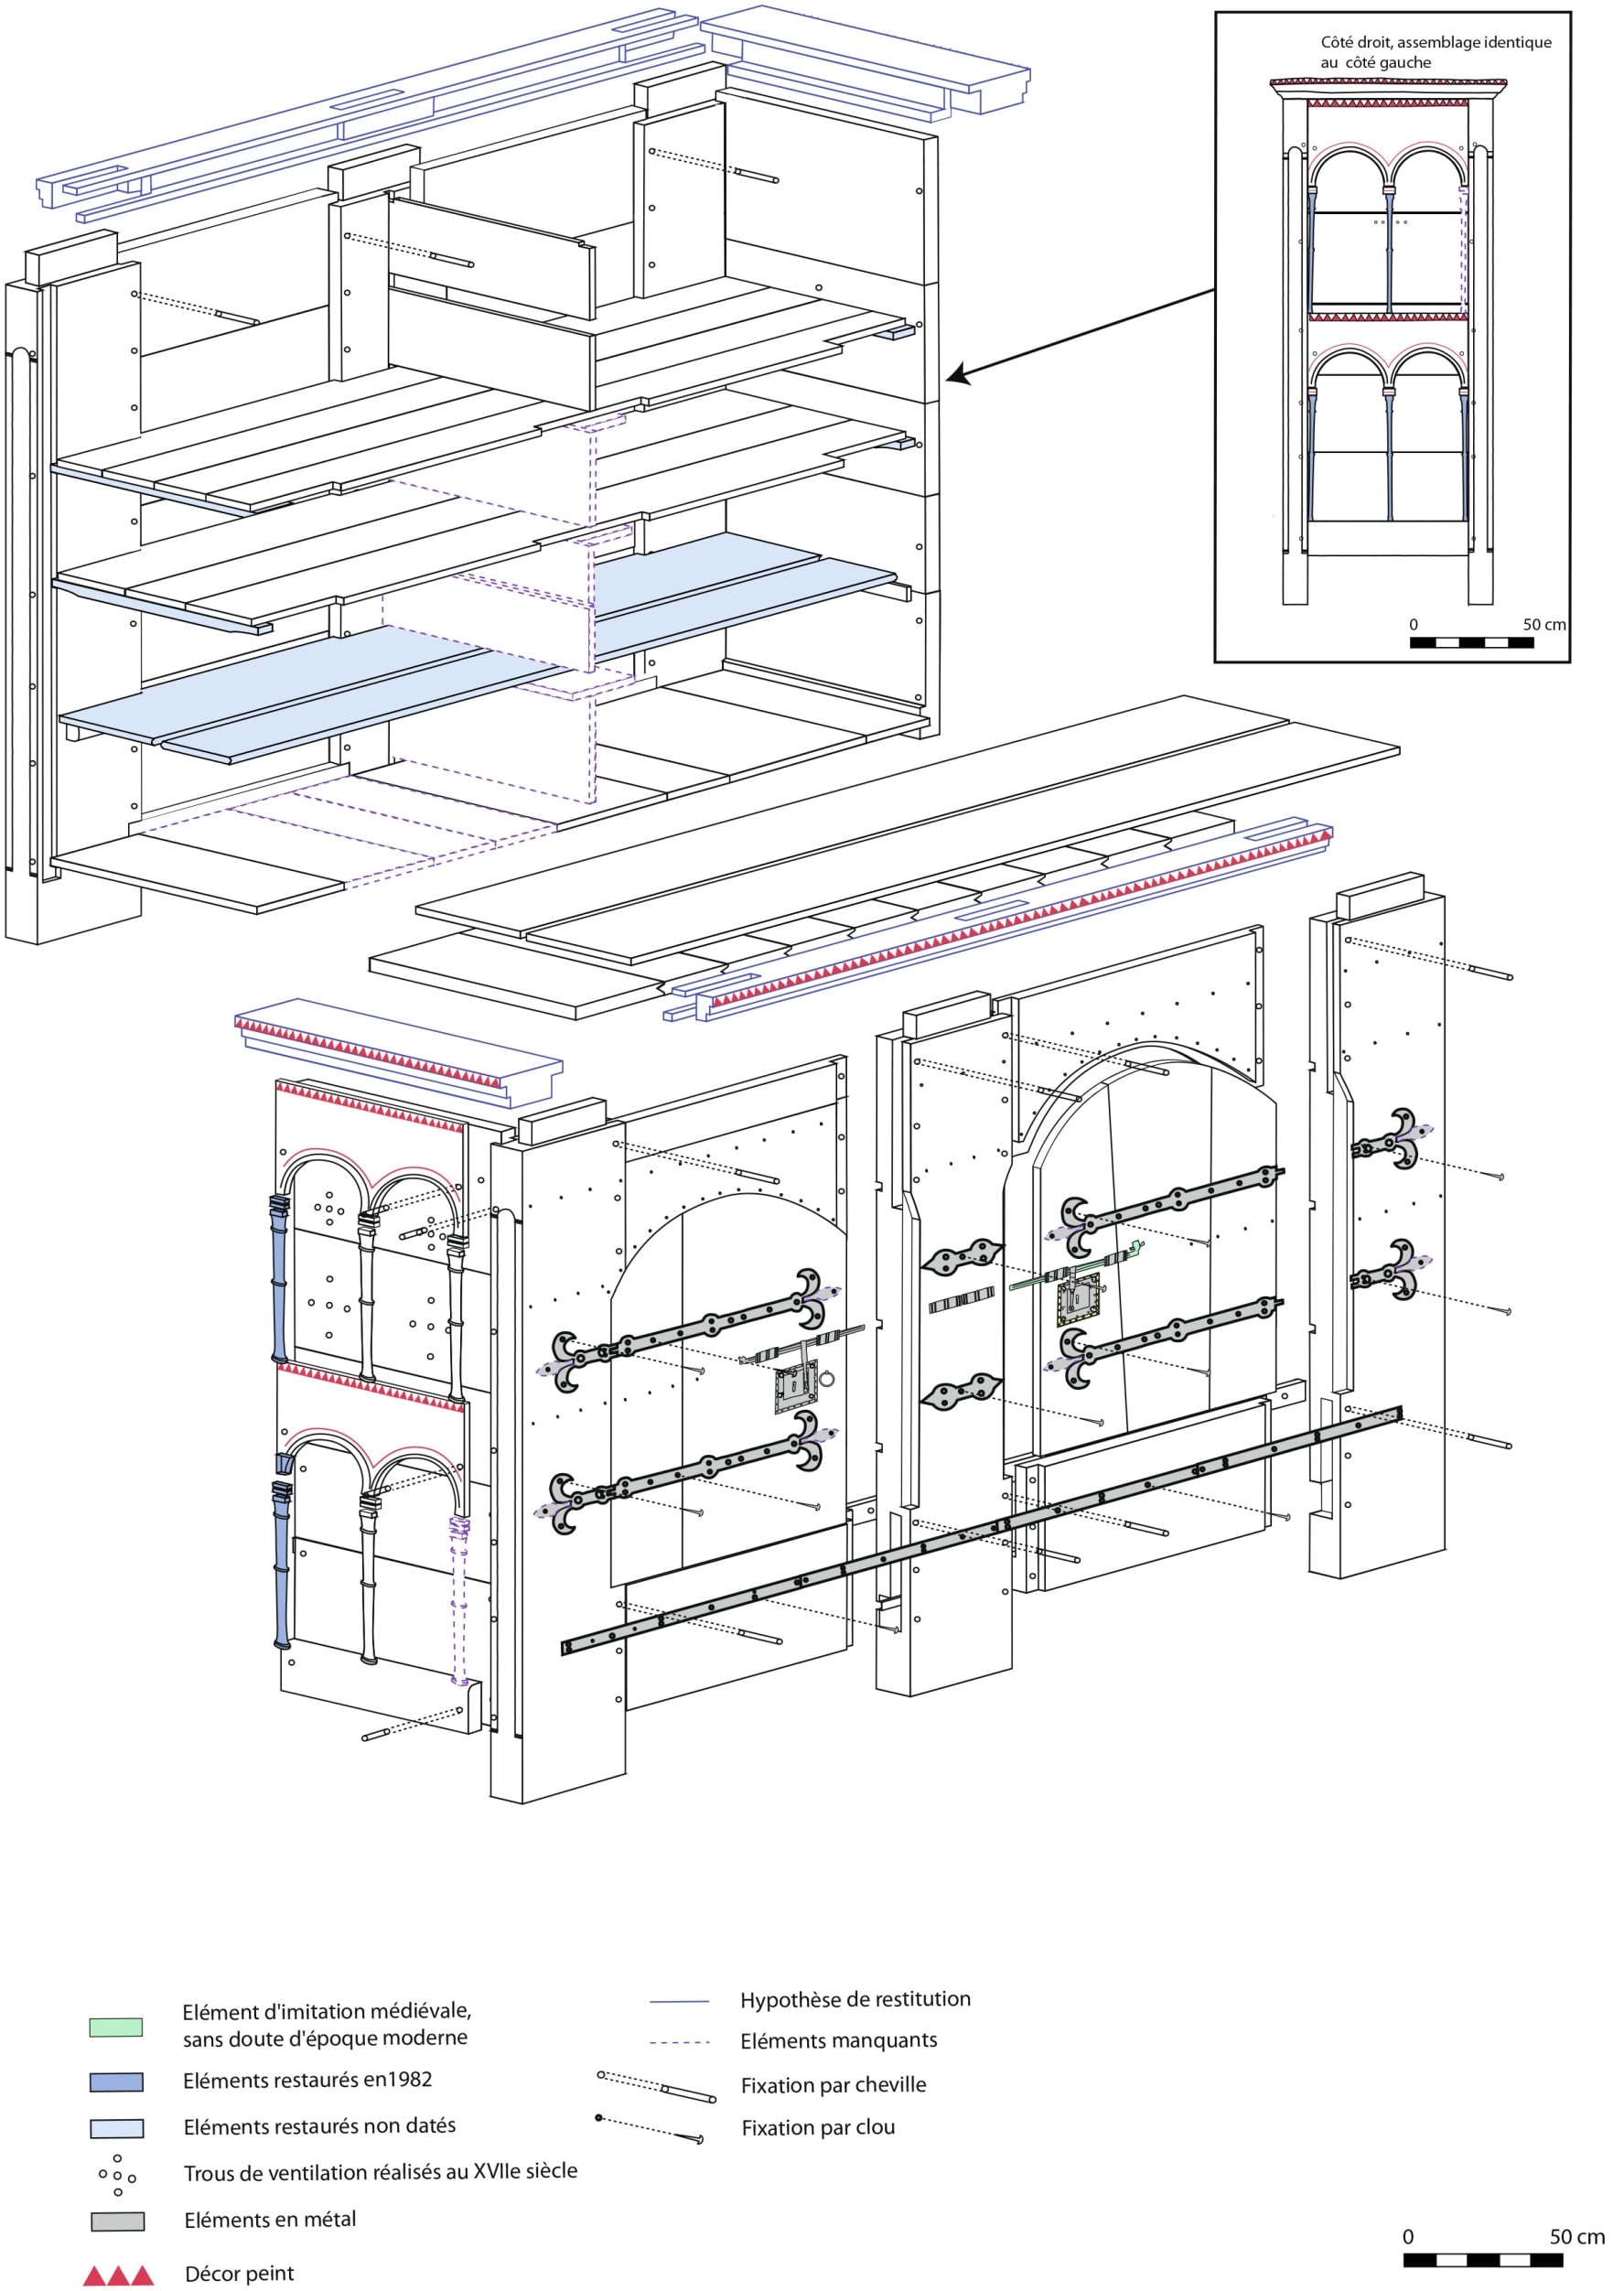 Côté droit, assemblage identique
au côté gauche
0 50 cm
Elément d'imitation médiévale,
sans doute d'époque moderne
Eléments restaurés en1982
Eléments restaurés non datés
Trous de ventilation réalisés au XVIIe siècle
Eléments en métal
Décor peint
Hypothèse de restitution
Eléments manquants
Fixation par cheville
Fixation par clou
0 50 cm